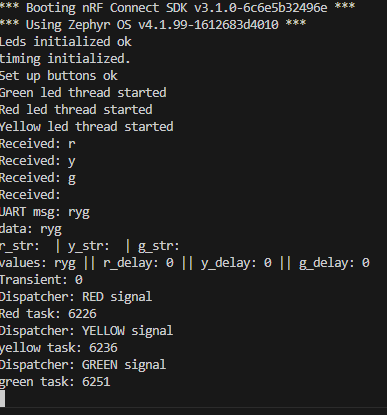 *** Booting nRF Connect SDK v3.1.0-6c6e5b32496e ***
*** Using Zephyr OS v4.1.99-1612683d4010 ***
Leds initialized ok
timing initialized.
Set up buttons ok
Green led thread started
Red led thread started
Yellow led thread started
Received: r
Received: y
Received: g
Received:
UART msg: ryg
data: ryg
r_str:  | y_str:  | g_str:
values: ryg || r_delay: 0 || y_delay: 0 || g_delay: 0
Transient: 0
Dispatcher: RED signal
Red task: 6226
Dispatcher: YELLOW signal
yellow task: 6236
Dispatcher: GREEN signal
green task: 6251